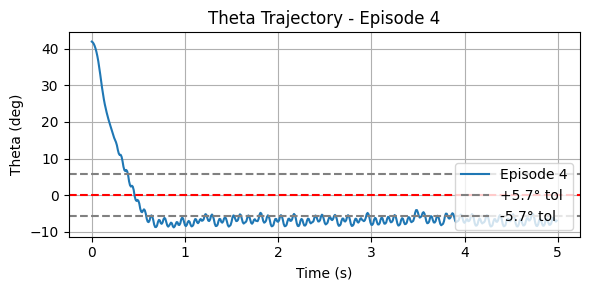 Theta Trajectory - Episode 4
Theta (deg)
40
30
20
10
0
−10
Episode 4
+5.7° tol
-5.7° tol
0
1
2
3
4
5
Time (s)